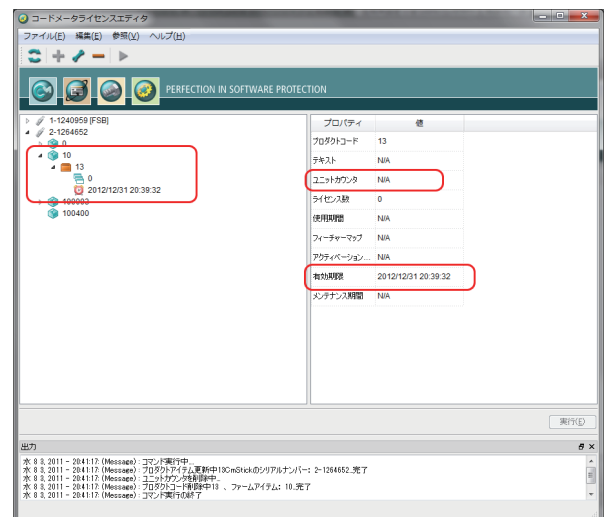 コードメータライセンスエディタ
ファイル(F) 編集(E) 参照(V) ヘルプ(H)
PERFECTION IN SOFTWARE PROTECTION
1-1240959 [FSB]
2-1264652
0
10
13
0
2012/12/31 20:39:32
100003
100400
プロパティ 値
プロダクトコード 13
テキスト N/A
ユニットカウンタ N/A
ライセンス数 0
使用期間 N/A
フィーチャーマップ N/A
アクティベーション... N/A
有効期限 2012/12/31 20:39:32
メンテナンス期間 N/A
実行(E)
出力
水 8 3, 2011 - 20:41:17: (Message) : コマンド実行中...
水 8 3, 2011 - 20:41:17: (Message) : プロダクトアイテム更新中13CmStickのシリアルナンバー: 2-1264652..完了
水 8 3, 2011 - 20:41:17: (Message) : ユニットカウンタを削除中..
水 8 3, 2011 - 20:41:17: (Message) : プロダクトコード削除中13 、ファームアイテム: 10..完了
水 8 3, 2011 - 20:41:17: (Message) : コマンド実行の終了